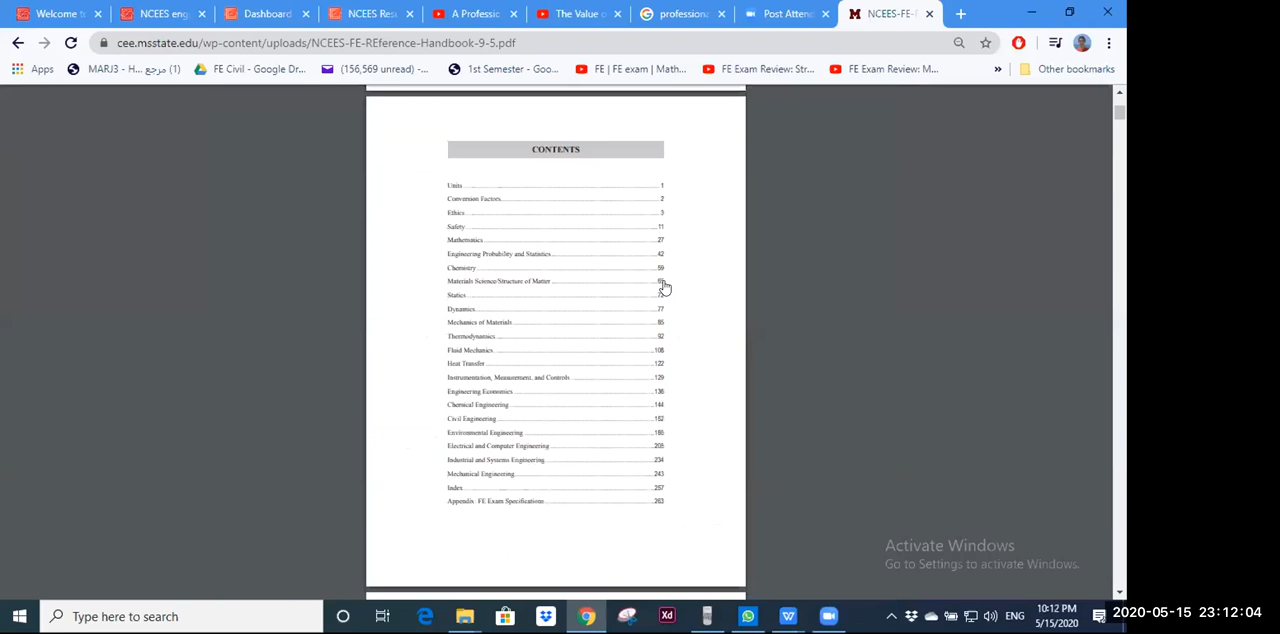 Welcome to
NCEES eng
Dashboard
NCEES Resu
A Professic
The Value o
professiona
Post Attend
NCEES-FE-R
cee.msstate.edu/wp-content/uploads/NCEES-FE-REference-Handbook-9-5.pdf
Apps
MARJ3 - H... مرجع (1)
FE Civil - Google Dr...
(156,569 unread) -...
1st Semester - Goo...
FE | FE exam | Math...
FE Exam Review: Str...
FE Exam Review: M...
»
Other bookmarks
CONTENTS
Units 1
Conversion Factors 2
Ethics 3
Safety 11
Mathematics 27
Engineering Probability and Statistics 42
Chemistry 59
Materials Science/Structure of Matter
Statics
Dynamics 77
Mechanics of Materials 85
Thermodynamics 92
Fluid Mechanics 108
Heat Transfer 122
Instrumentation, Measurement, and Controls 129
Engineering Economics 136
Chemical Engineering 144
Civil Engineering 152
Environmental Engineering
Electrical and Computer Engineering
Industrial and Systems Engineering 234
Mechanical Engineering 243
Index 257
Appendix: FE Exam Specifications 263
Activate Windows
Go to Settings to activate Windows.
Type here to search
Xd
ENG
10:12 PM
5/15/2020
2020-05-15 23:12:04